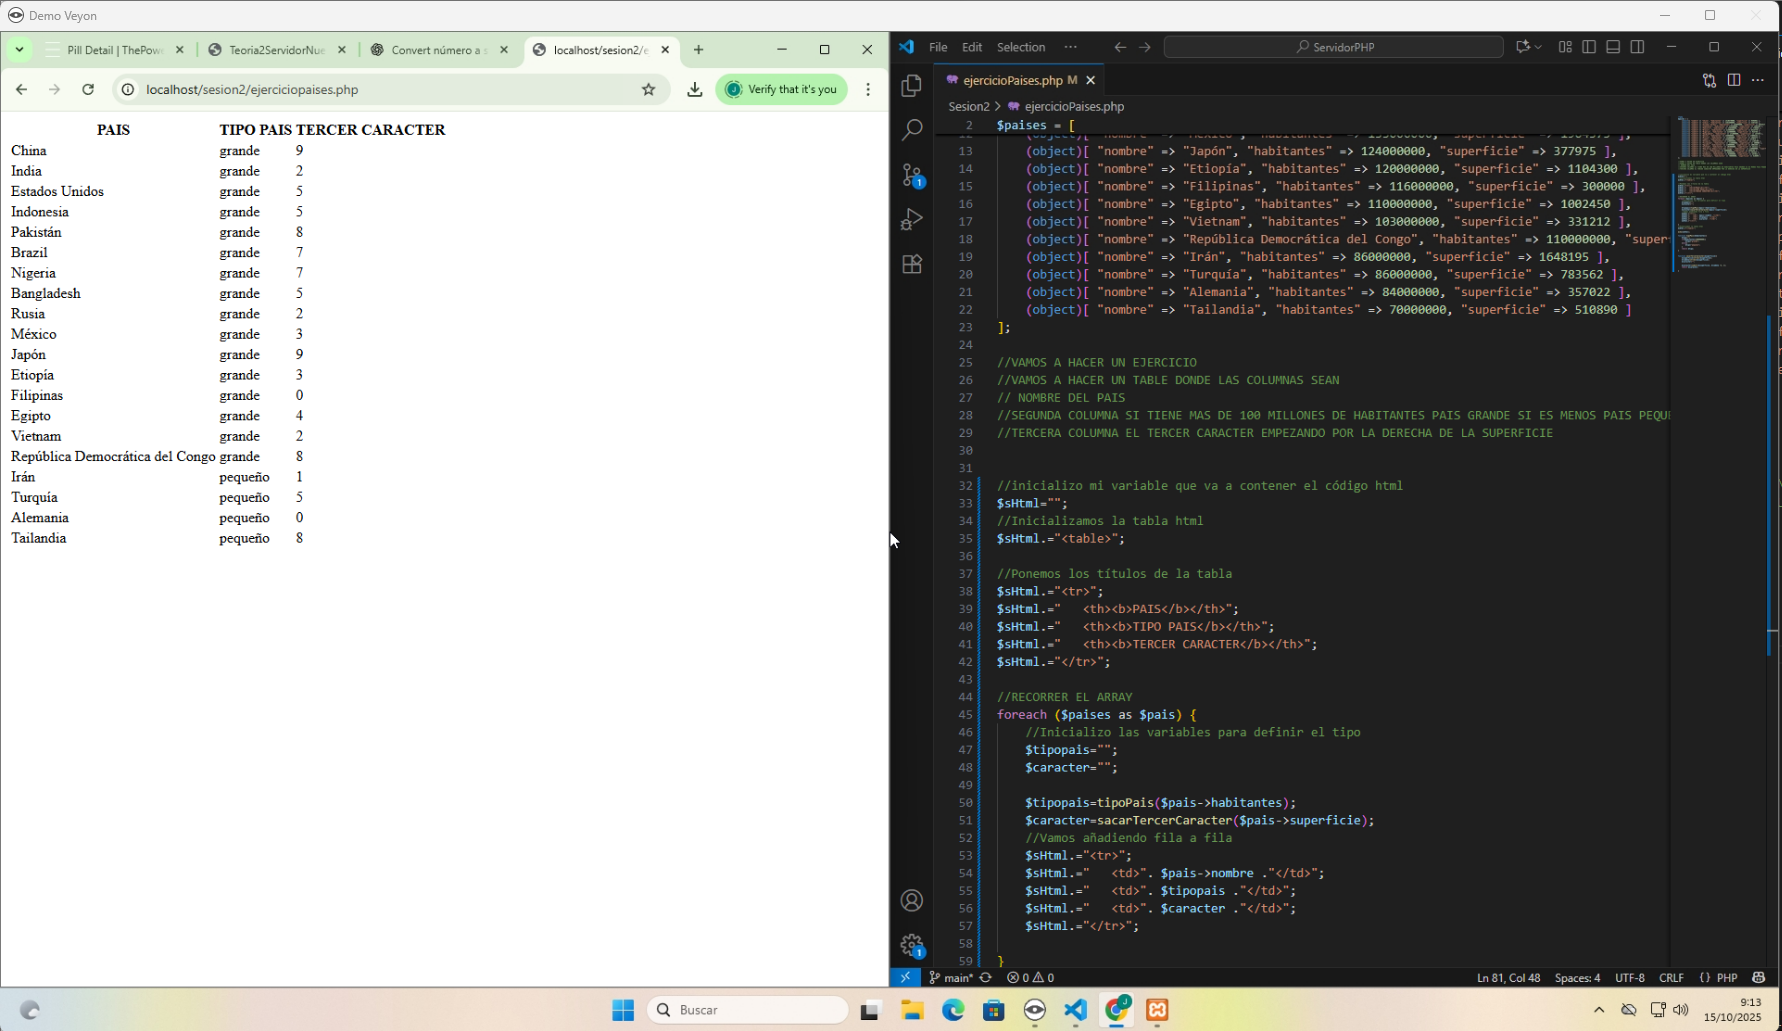 Demo Veyon
Pill Detail | ThePow
Teoria2ServidorNue
Convert número a s
localhost/sesion2/e
localhost/sesion2/ejerciciopaises.php
Verify that it's you
PAIS TIPO PAIS TERCER CARACTER
China grande 9
India grande 2
Estados Unidos grande 5
Indonesia grande 5
Pakistán grande 8
Brazil grande 7
Nigeria grande 7
Bangladesh grande 5
Rusia grande 2
México grande 3
Japón grande 9
Etiopía grande 3
Filipinas grande 0
Egipto grande 4
Vietnam grande 2
República Democrática del Congo grande 8
Irán pequeño 1
Turquía pequeño 5
Alemania pequeño 0
Tailandia pequeño 8
File Edit Selection ···
ServidorPHP
ejercicioPaises.php M
Sesion2 > ejercicioPaises.php
2 $paises = [
13 (object)[ "nombre" => "Japón", "habitantes" => 124000000, "superficie" => 377975 ],
14 (object)[ "nombre" => "Etiopía", "habitantes" => 120000000, "superficie" => 1104300 ],
15 (object)[ "nombre" => "Filipinas", "habitantes" => 116000000, "superficie" => 300000 ],
16 (object)[ "nombre" => "Egipto", "habitantes" => 110000000, "superficie" => 1002450 ],
17 (object)[ "nombre" => "Vietnam", "habitantes" => 103000000, "superficie" => 331212 ],
18 (object)[ "nombre" => "República Democrática del Congo", "habitantes" => 110000000, "super
19 (object)[ "nombre" => "Irán", "habitantes" => 86000000, "superficie" => 1648195 ],
20 (object)[ "nombre" => "Turquía", "habitantes" => 86000000, "superficie" => 783562 ],
21 (object)[ "nombre" => "Alemania", "habitantes" => 84000000, "superficie" => 357022 ],
22 (object)[ "nombre" => "Tailandia", "habitantes" => 70000000, "superficie" => 510890 ]
23 ];
24
25 //VAMOS A HACER UN EJERCICIO
26 //VAMOS A HACER UN TABLE DONDE LAS COLUMNAS SEAN
27 // NOMBRE DEL PAIS
28 //SEGUNDA COLUMNA SI TIENE MAS DE 100 MILLONES DE HABITANTES PAIS GRANDE SI ES MENOS PAIS PEQU
29 //TERCERA COLUMNA EL TERCER CARACTER EMPEZANDO POR LA DERECHA DE LA SUPERFICIE
30
31
32 //inicializo mi variable que va a contener el código html
33 $sHtml="";
34 //Inicializamos la tabla html
35 $sHtml.="<table>";
36
37 //Ponemos los títulos de la tabla
38 $sHtml.="<tr>";
39 $sHtml.=" <th><b>PAIS</b></th>";
40 $sHtml.=" <th><b>TIPO PAIS</b></th>";
41 $sHtml.=" <th><b>TERCER CARACTER</b></th>";
42 $sHtml.="</tr>";
43
44 //RECORRER EL ARRAY
45 foreach ($paises as $pais) {
46 //Inicializo las variables para definir el tipo
47 $tipopais="";
48 $caracter="";
49
50 $tipopais=tipoPais($pais->habitantes);
51 $caracter=sacarTercerCaracter($pais->superficie);
52 //Vamos añadiendo fila a fila
53 $sHtml.="<tr>";
54 $sHtml.=" <td>". $pais->nombre ."</td>";
55 $sHtml.=" <td>". $tipopais ."</td>";
56 $sHtml.=" <td>". $caracter ."</td>";
57 $sHtml.="</tr>";
58
59 }
main* 0 0 Ln 81, Col 48 Spaces: 4 UTF-8 CRLF {} PHP
Buscar
9:13
15/10/2025